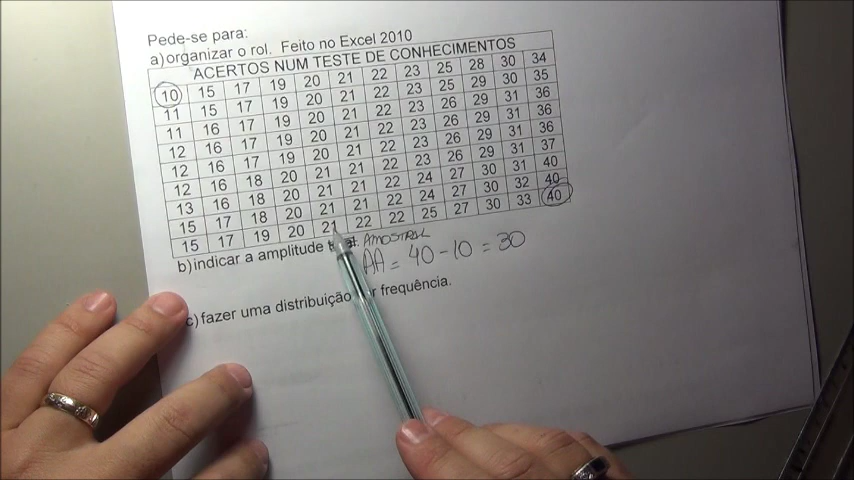 Pede-se para:
a) organizar o rol. Feito no Excel 2010
ACERTOS NUM TESTE DE CONHECIMENTOS
10 15 17 19 20 21 22 23 25 28 30 34
11 15 17 19 20 21 22 23 25 29 30 35
11 16 17 19 20 21 22 23 26 29 31 36
12 16 17 19 20 21 22 23 26 29 31 36
12 16 17 19 20 21 22 23 26 29 31 36
12 16 18 20 21 21 22 23 26 29 31 37
13 16 18 20 21 21 22 24 27 30 31 40
15 17 18 20 21 21 22 24 27 30 32 40
15 17 19 20 21 22 22 25 27 30 33 40
b) indicar a amplitude AMOSTRAL
AA = 40 - 10 = 30
c) fazer uma distribuição frequência.